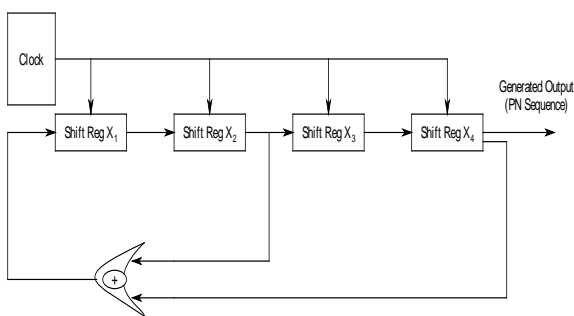 Clock
Generated Output
(PN Sequence)
Shift Reg X₁
Shift Reg X₂
Shift Reg X₃
Shift Reg X₄
+